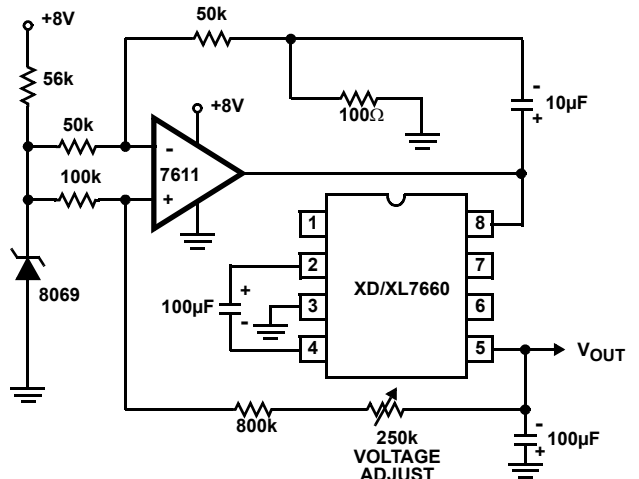 +8V
50k
56k
+8V
-
10µF
+
100Ω
50k
-
7611
100k
+
1
8
2
7
XD/XL7660
+
100µF
-
3
6
8069
4
5
VOUT
800k
250k
VOLTAGE
ADJUST
-
100µF
+